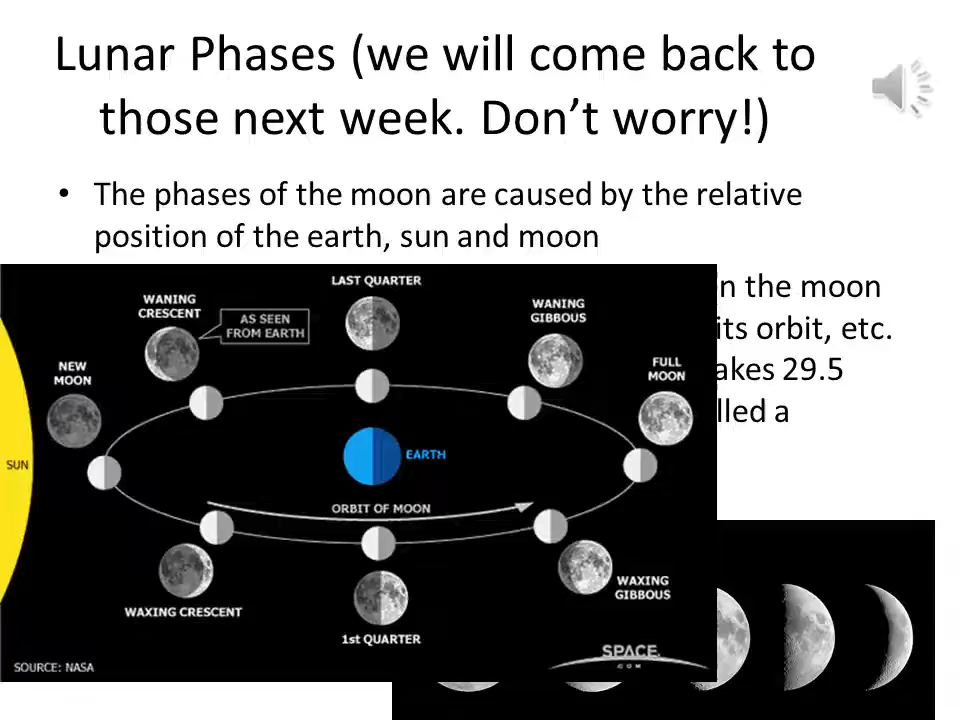 Lunar Phases (we will come back to
those next week. Don’t worry!)
• The phases of the moon are caused by the relative
position of the earth, sun and moon
the moon
its orbit, etc.
29.5
a
LAST QUARTER
WANING
CRESCENT
AS SEEN
FROM EARTH
WANING
GIBBOUS
NEW
MOON
FULL
MOON
SUN
EARTH
ORBIT OF MOON
WAXING CRESCENT
WAXING
GIBBOUS
1st QUARTER
SOURCE: NASA
SPACE.
COM